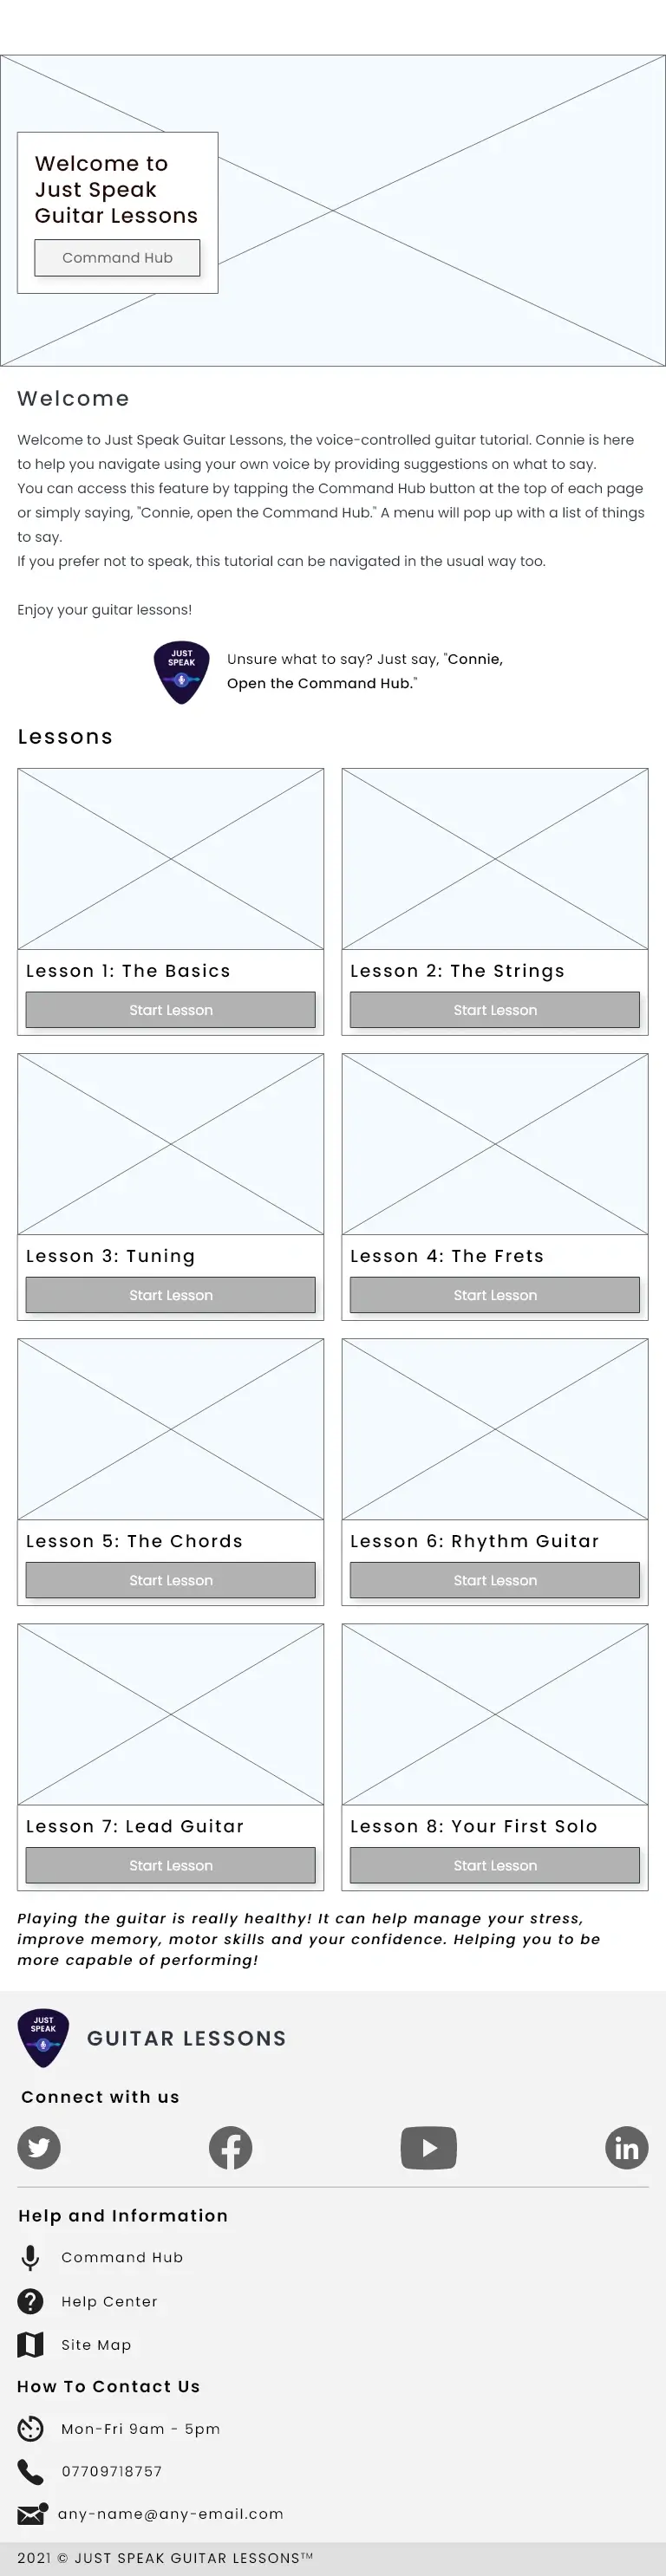 Welcome to
Just Speak
Guitar Lessons
Command Hub
Welcome
Welcome to Just Speak Guitar Lessons, the voice-controlled guitar tutorial. Connie is here
to help you navigate using your own voice by providing suggestions on what to say.
You can access this feature by tapping the Command Hub button at the top of each page
or simply saying, "Connie, open the Command Hub." A menu will pop up with a list of things
to say.
If you prefer not to speak, this tutorial can be navigated in the usual way too.
Enjoy your guitar lessons!
JUST
SPEAK
Unsure what to say? Just say, "Connie,
Open the Command Hub."
Lessons
Lesson 1: The Basics
Start Lesson
Lesson 2: The Strings
Start Lesson
Lesson 3: Tuning
Start Lesson
Lesson 4: The Frets
Start Lesson
Lesson 5: The Chords
Start Lesson
Lesson 6: Rhythm Guitar
Start Lesson
Lesson 7: Lead Guitar
Start Lesson
Lesson 8: Your First Solo
Start Lesson
Playing the guitar is really healthy! It can help manage your stress,
improve memory, motor skills and your confidence. Helping you to be
more capable of performing!
JUST
SPEAK
GUITAR LESSONS
Connect with us
Help and Information
Command Hub
Help Center
Site Map
How To Contact Us
Mon-Fri 9am - 5pm
07709718757
any-name@any-email.com
2021 © JUST SPEAK GUITAR LESSONS™